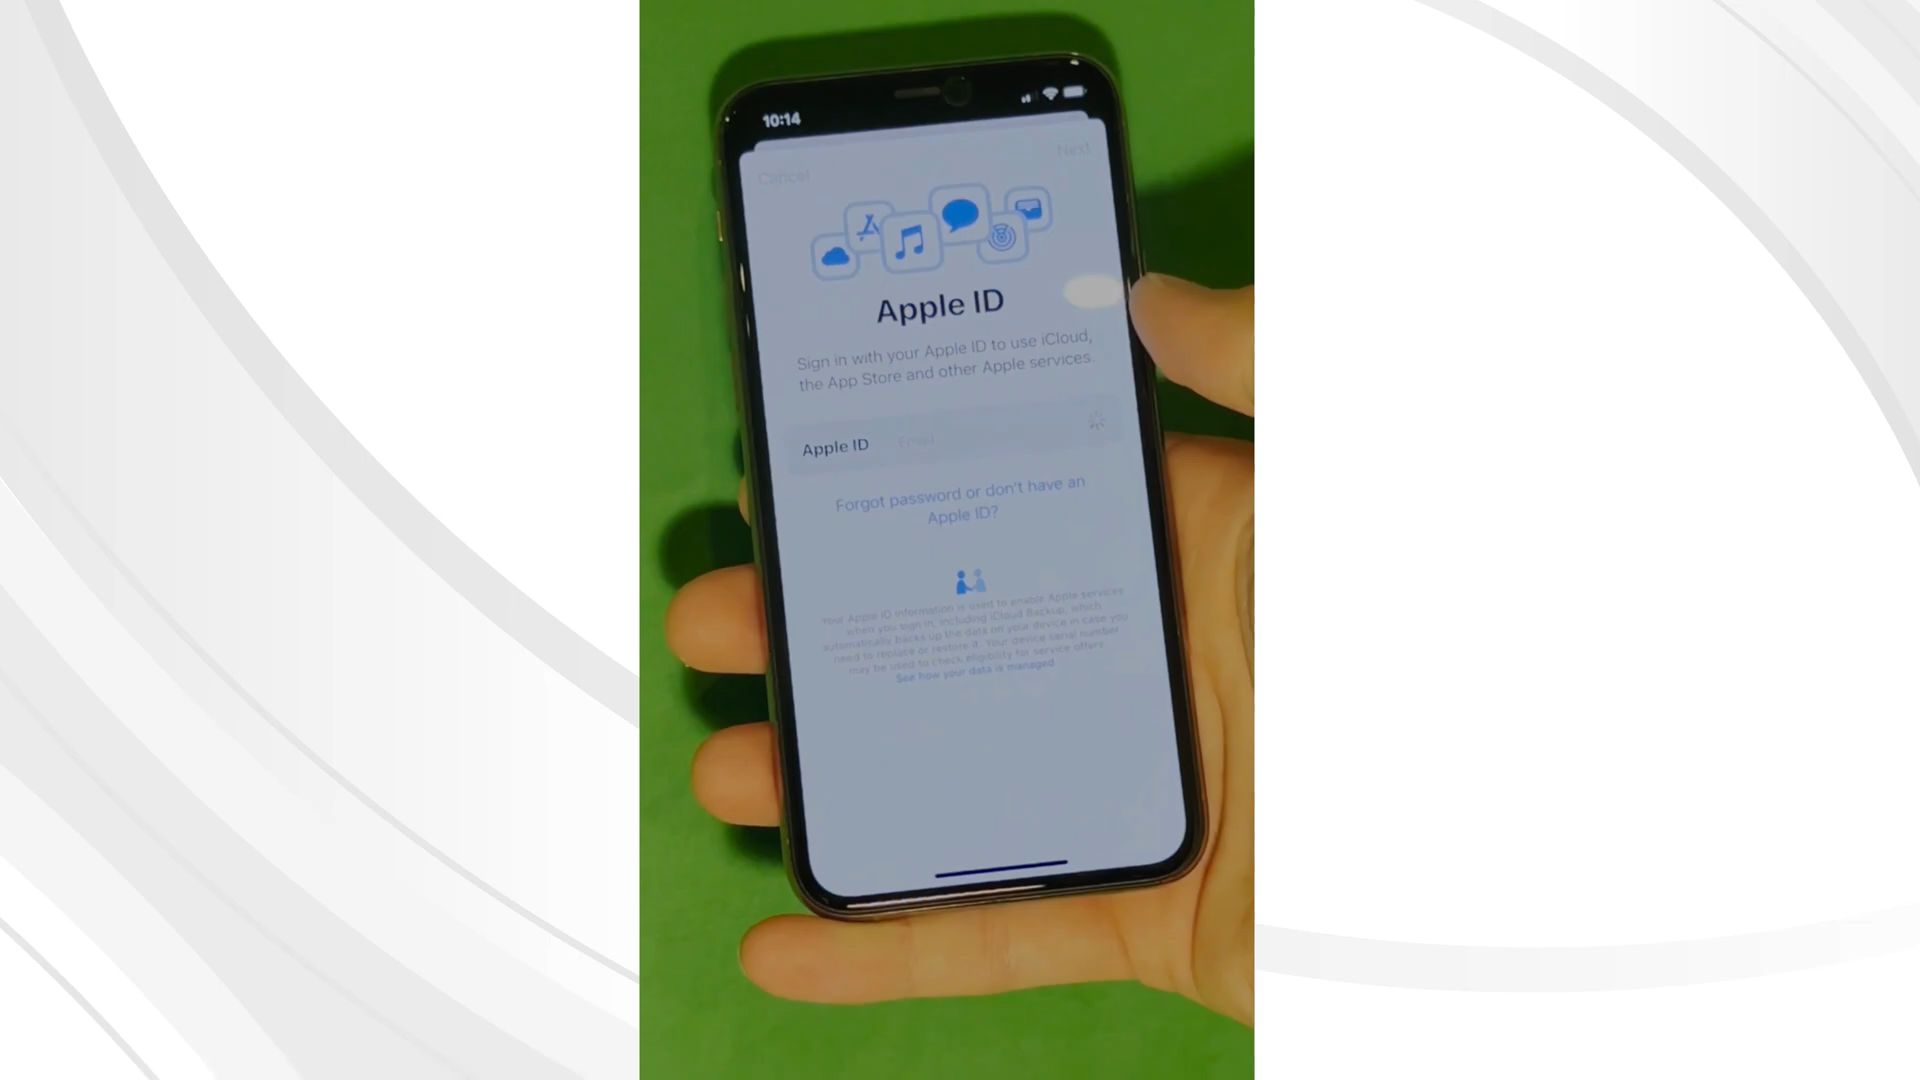 10:14
Cancel
Next
Apple ID
Sign in with your Apple ID to use iCloud,
the App Store and other Apple services.
Apple ID
Email
Forgot password or don't have an
Apple ID?
Your Apple ID information is used to enable Apple services
when you sign in, including iCloud Backup, which
automatically backs up the data on your device in case you
need to replace or restore it. Your device serial number
may be used to check eligibility for service offers.
See how your data is managed